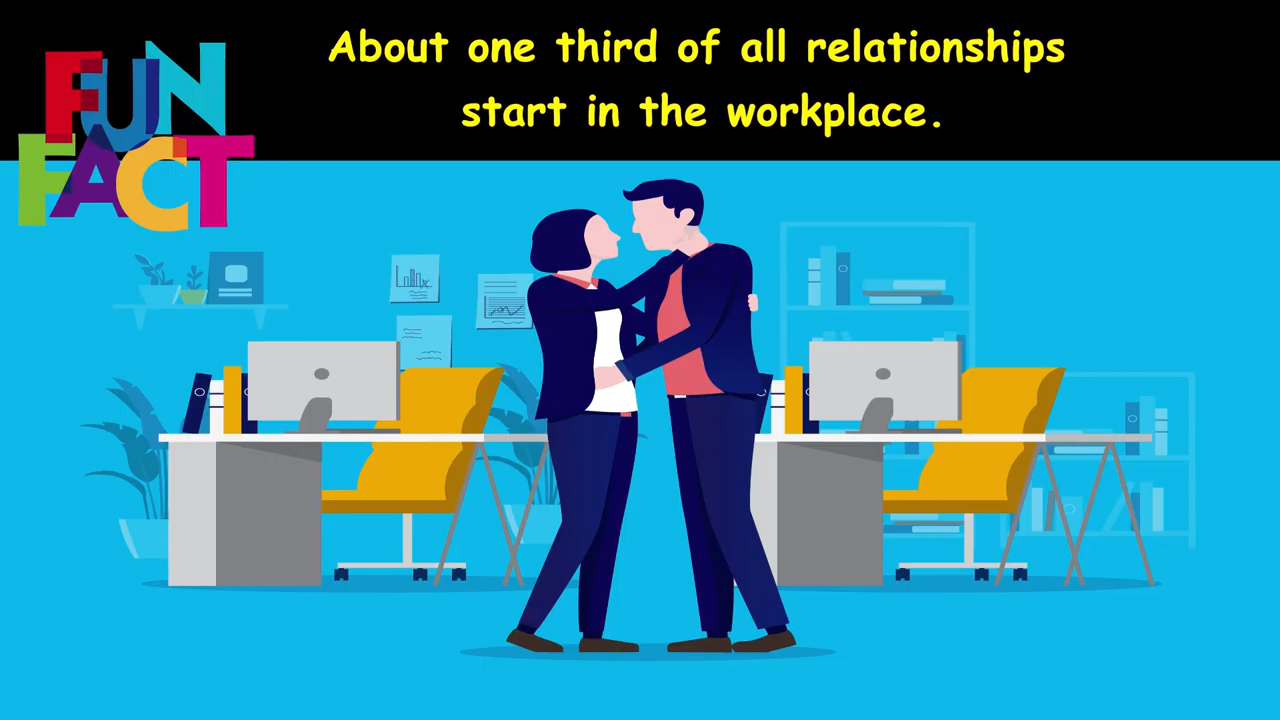 FUN
FACT
About one third of all relationships
start in the workplace.